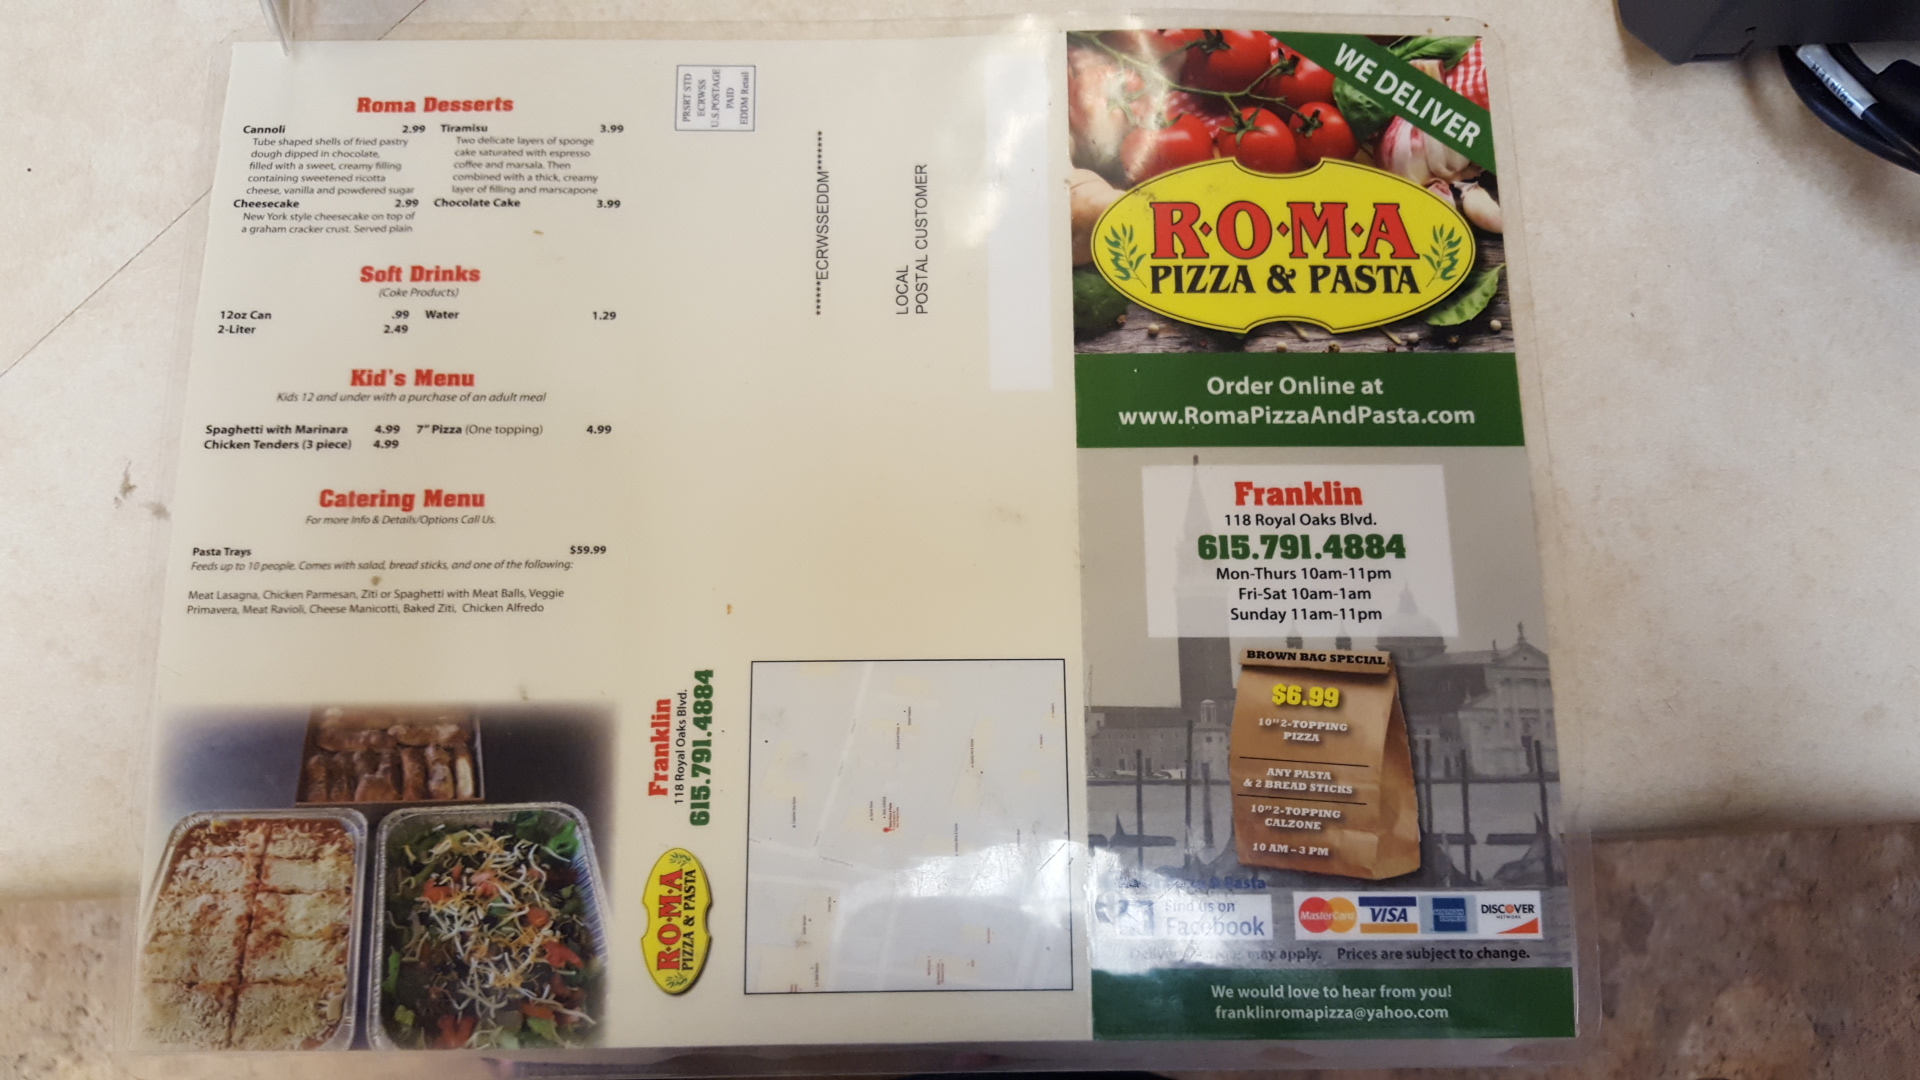 Roma Desserts
Cannoli 2.99
Tube shaped shells of fried pastry
dough dipped in chocolate,
filled with a sweet, creamy filling
containing sweetened ricotta
cheese, vanilla and powdered sugar
Cheesecake 2.99
New York style cheesecake on top of
a graham cracker crust. Served plain
Tiramisu 3.99
Two delicate layers of sponge
cake saturated with espresso
coffee and marsala. Then
combined with a thick, creamy
layer of filling and marscapone
Chocolate Cake 3.99
Soft Drinks
(Coke Products)
12oz Can .99 Water 1.29
2-Liter 2.49
Kid's Menu
Kids 12 and under with a purchase of an adult meal
Spaghetti with Marinara 4.99 7" Pizza (One topping) 4.99
Chicken Tenders (3 piece) 4.99
Catering Menu
For more Info & Details/Options Call Us.
Pasta Trays $59.99
Feeds up to 10 people. Comes with salad, bread sticks, and one of the following:
Meat Lasagna, Chicken Parmesan, Ziti or Spaghetti with Meat Balls, Veggie
Primavera, Meat Ravioli, Cheese Manicotti, Baked Ziti, Chicken Alfredo
PRSRT STD
ECRWSS
U.S.POSTAGE
PAID
EDDM Retail
******ECRWSSEDDM******
LOCAL
POSTAL CUSTOMER
Franklin
118 Royal Oaks Blvd.
615.791.4884
R·O·M·A
PIZZA & PASTA
WE DELIVER
R·O·M·A
PIZZA & PASTA
Order Online at
www.RomaPizzaAndPasta.com
Franklin
118 Royal Oaks Blvd.
615.791.4884
Mon-Thurs 10am-11pm
Fri-Sat 10am-1am
Sunday 11am-11pm
BROWN BAG SPECIAL
$6.99
10" 2-TOPPING
PIZZA
ANY PASTA
& 2 BREAD STICKS
10" 2-TOPPING
CALZONE
10 AM – 3 PM
& Pasta
Find us on
Facebook
MasterCard VISA AMERICAN EXPRESS DISCOVER
NETWORK
may apply. Prices are subject to change.
We would love to hear from you!
franklinromapizza@yahoo.com